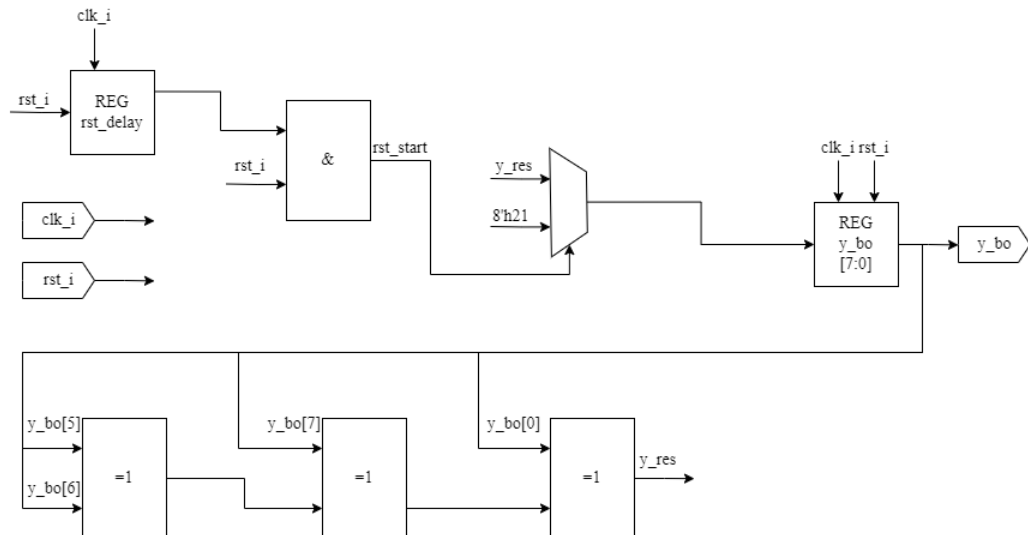 clk_i
rst_i
REG
rst_delay
rst_i
&
rst_start
y_res
8'h21
clk_i rst_i
REG
y_bo
[7:0]
y_bo
clk_i
rst_i
y_bo[5]
y_bo[6]
=1
y_bo[7]
=1
y_bo[0]
=1
y_res